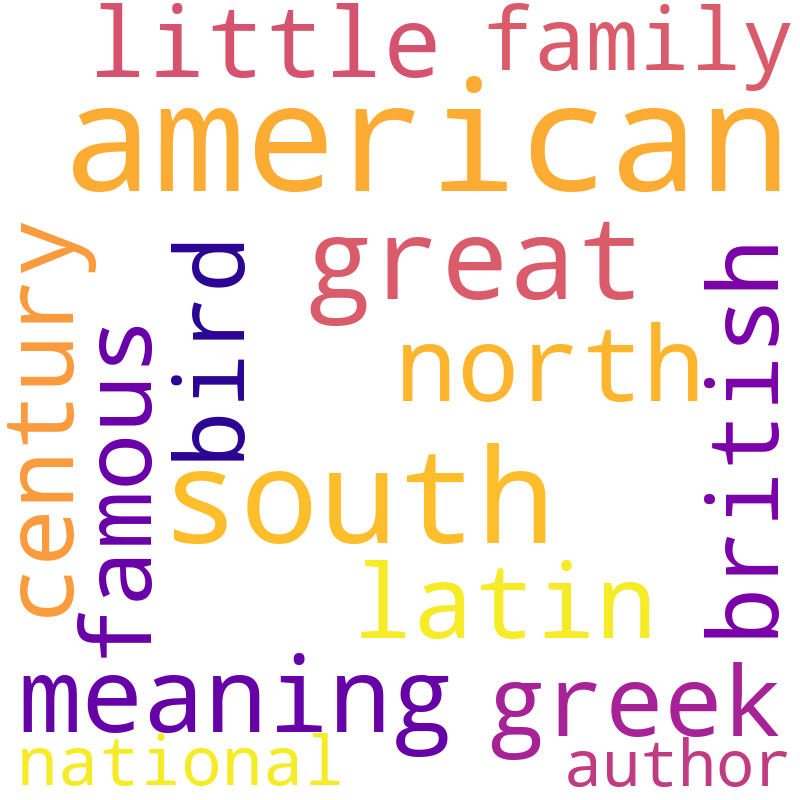 little family
american
century
famous
bird
great
north
british
south
latin
meaning greek
national author